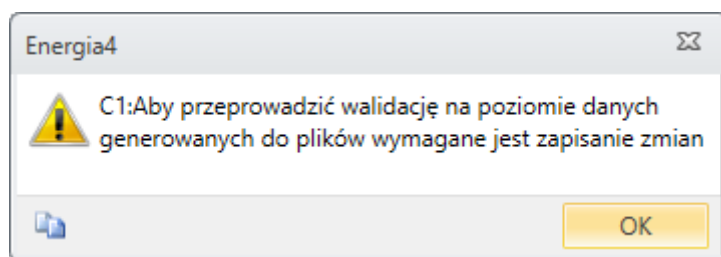 Energia4
C1:Aby przeprowadzić walidację na poziomie danych
generowanych do plików wymagane jest zapisanie zmian
OK